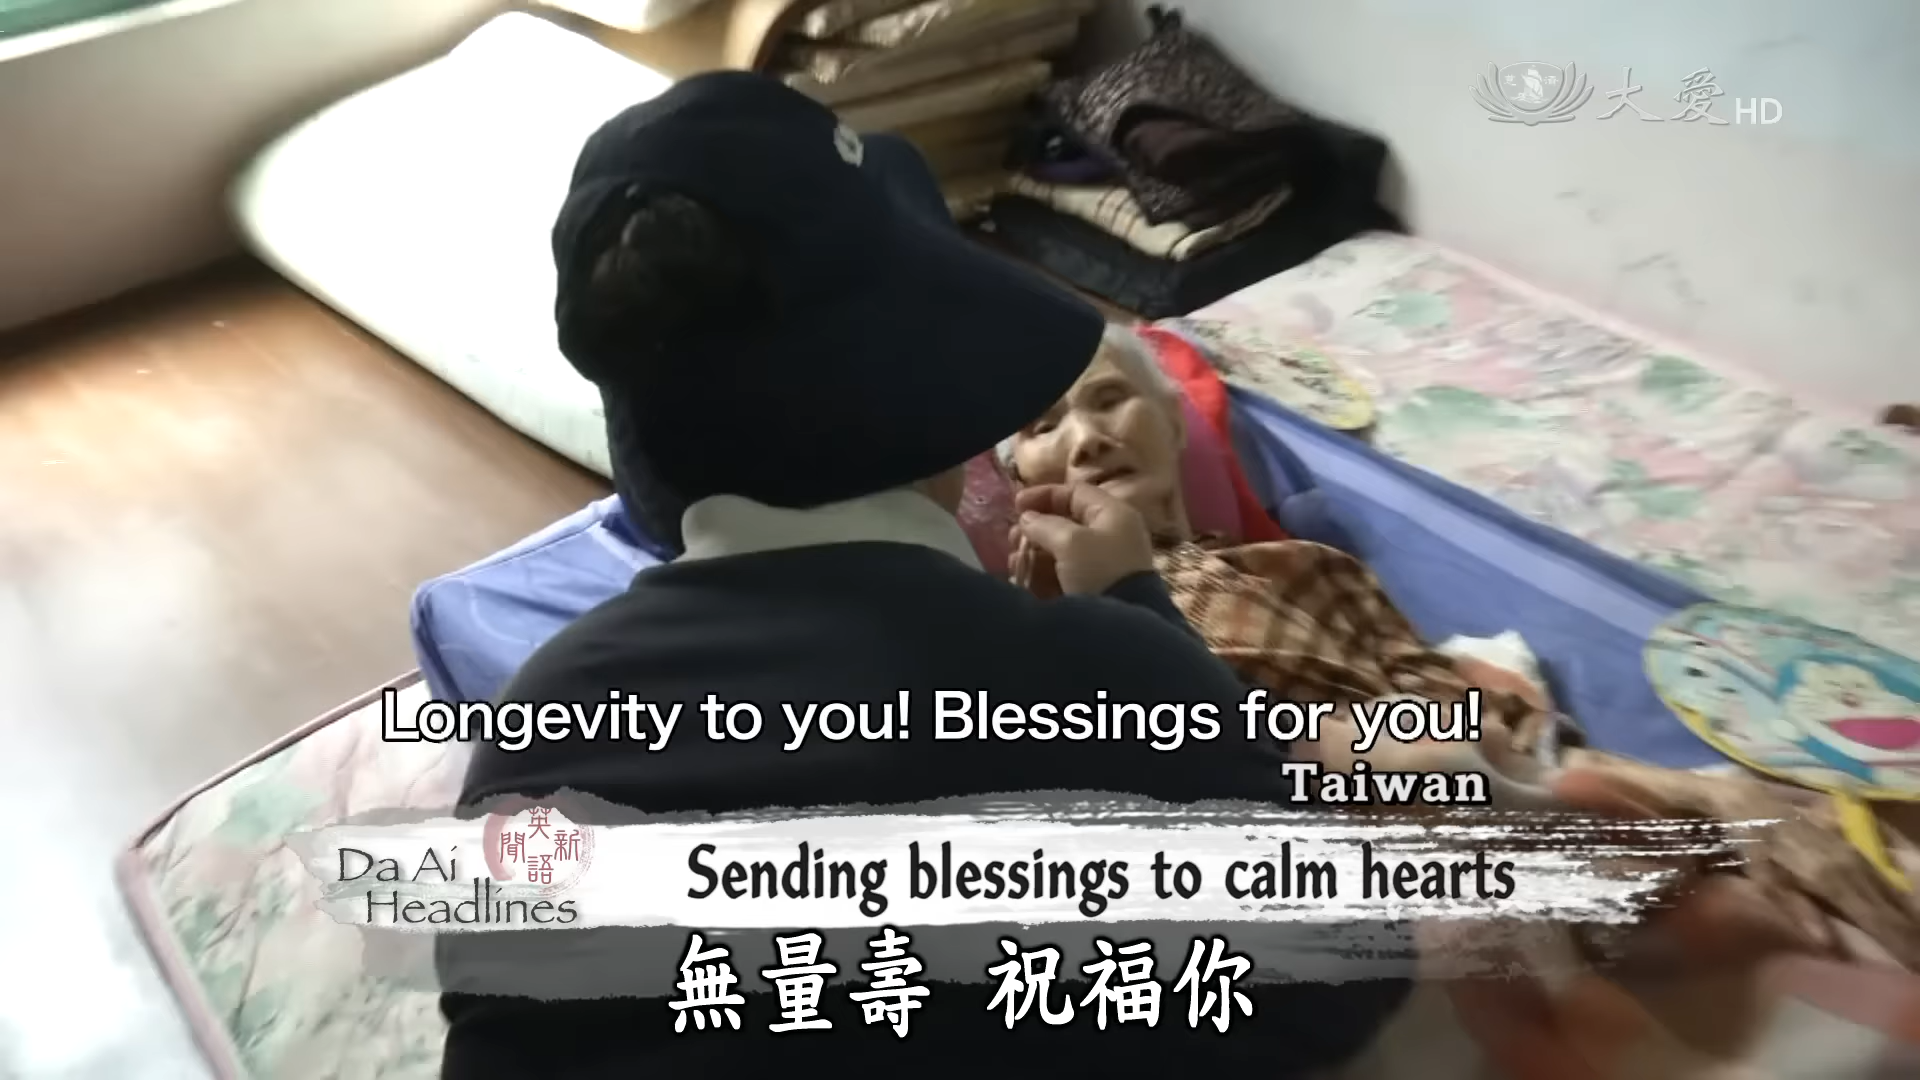 大愛HD
Longevity to you! Blessings for you!
Taiwan
Da Ai
Headlines
英語
新聞
Sending blessings to calm hearts
無量壽 祝福你